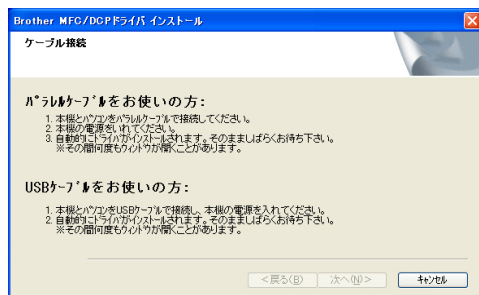 Brother MFC/DCPドライバ インストール
ケーブル接続
ﾊﾟﾗﾚﾙｹｰﾌﾞﾙをお使いの方:
1. 本機とﾊﾟｿｺﾝをﾊﾟﾗﾚﾙｹｰﾌﾞﾙで接続してください。
2. 本機の電源をいれてください。
3. 自動的にﾄﾞﾗｲﾊﾞがｲﾝｽﾄｰﾙされます。そのまましばらくお待ち下さい。
※その間何度もｳｨﾝﾄﾞｳが開くことがあります。
USBｹｰﾌﾞﾙをお使いの方:
1. 本機とﾊﾟｿｺﾝをUSBｹｰﾌﾞﾙで接続し、本機の電源を入れてください。
2. 自動的にﾄﾞﾗｲﾊﾞがｲﾝｽﾄｰﾙされます。そのまましばらくお待ち下さい。
※その間何度もｳｨﾝﾄﾞｳが開くことがあります。
<戻る(B) 次へ(N)> ｷｬﾝｾﾙ